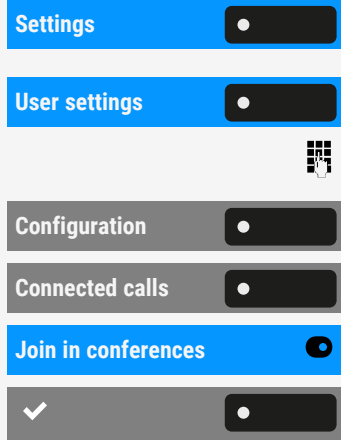 Settings
User settings
Configuration
Connected calls
Join in conferences